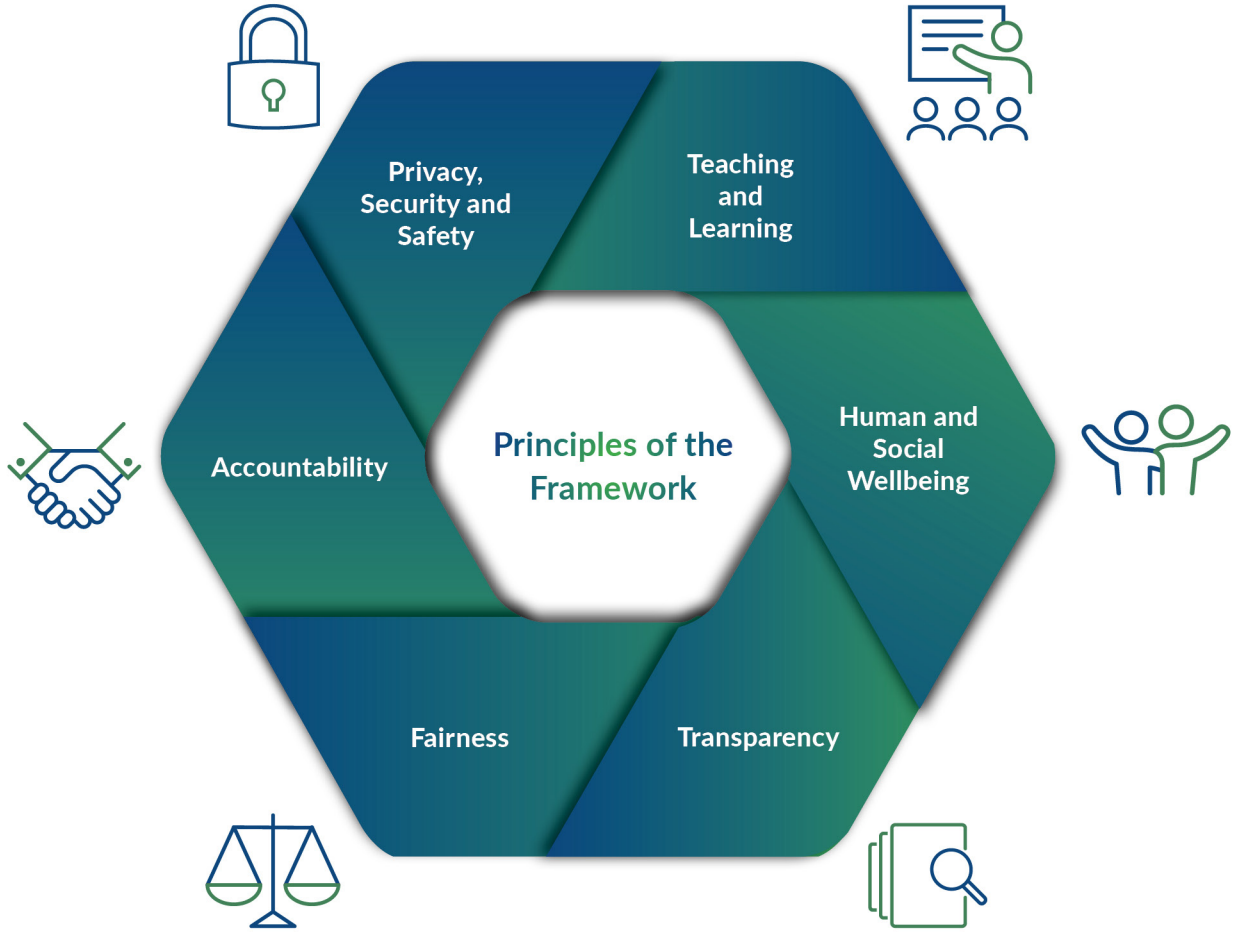 Privacy,
Security and
Safety
Teaching
and
Learning
Human and
Social
Wellbeing
Principles of the
Framework
Accountability
Fairness
Transparency